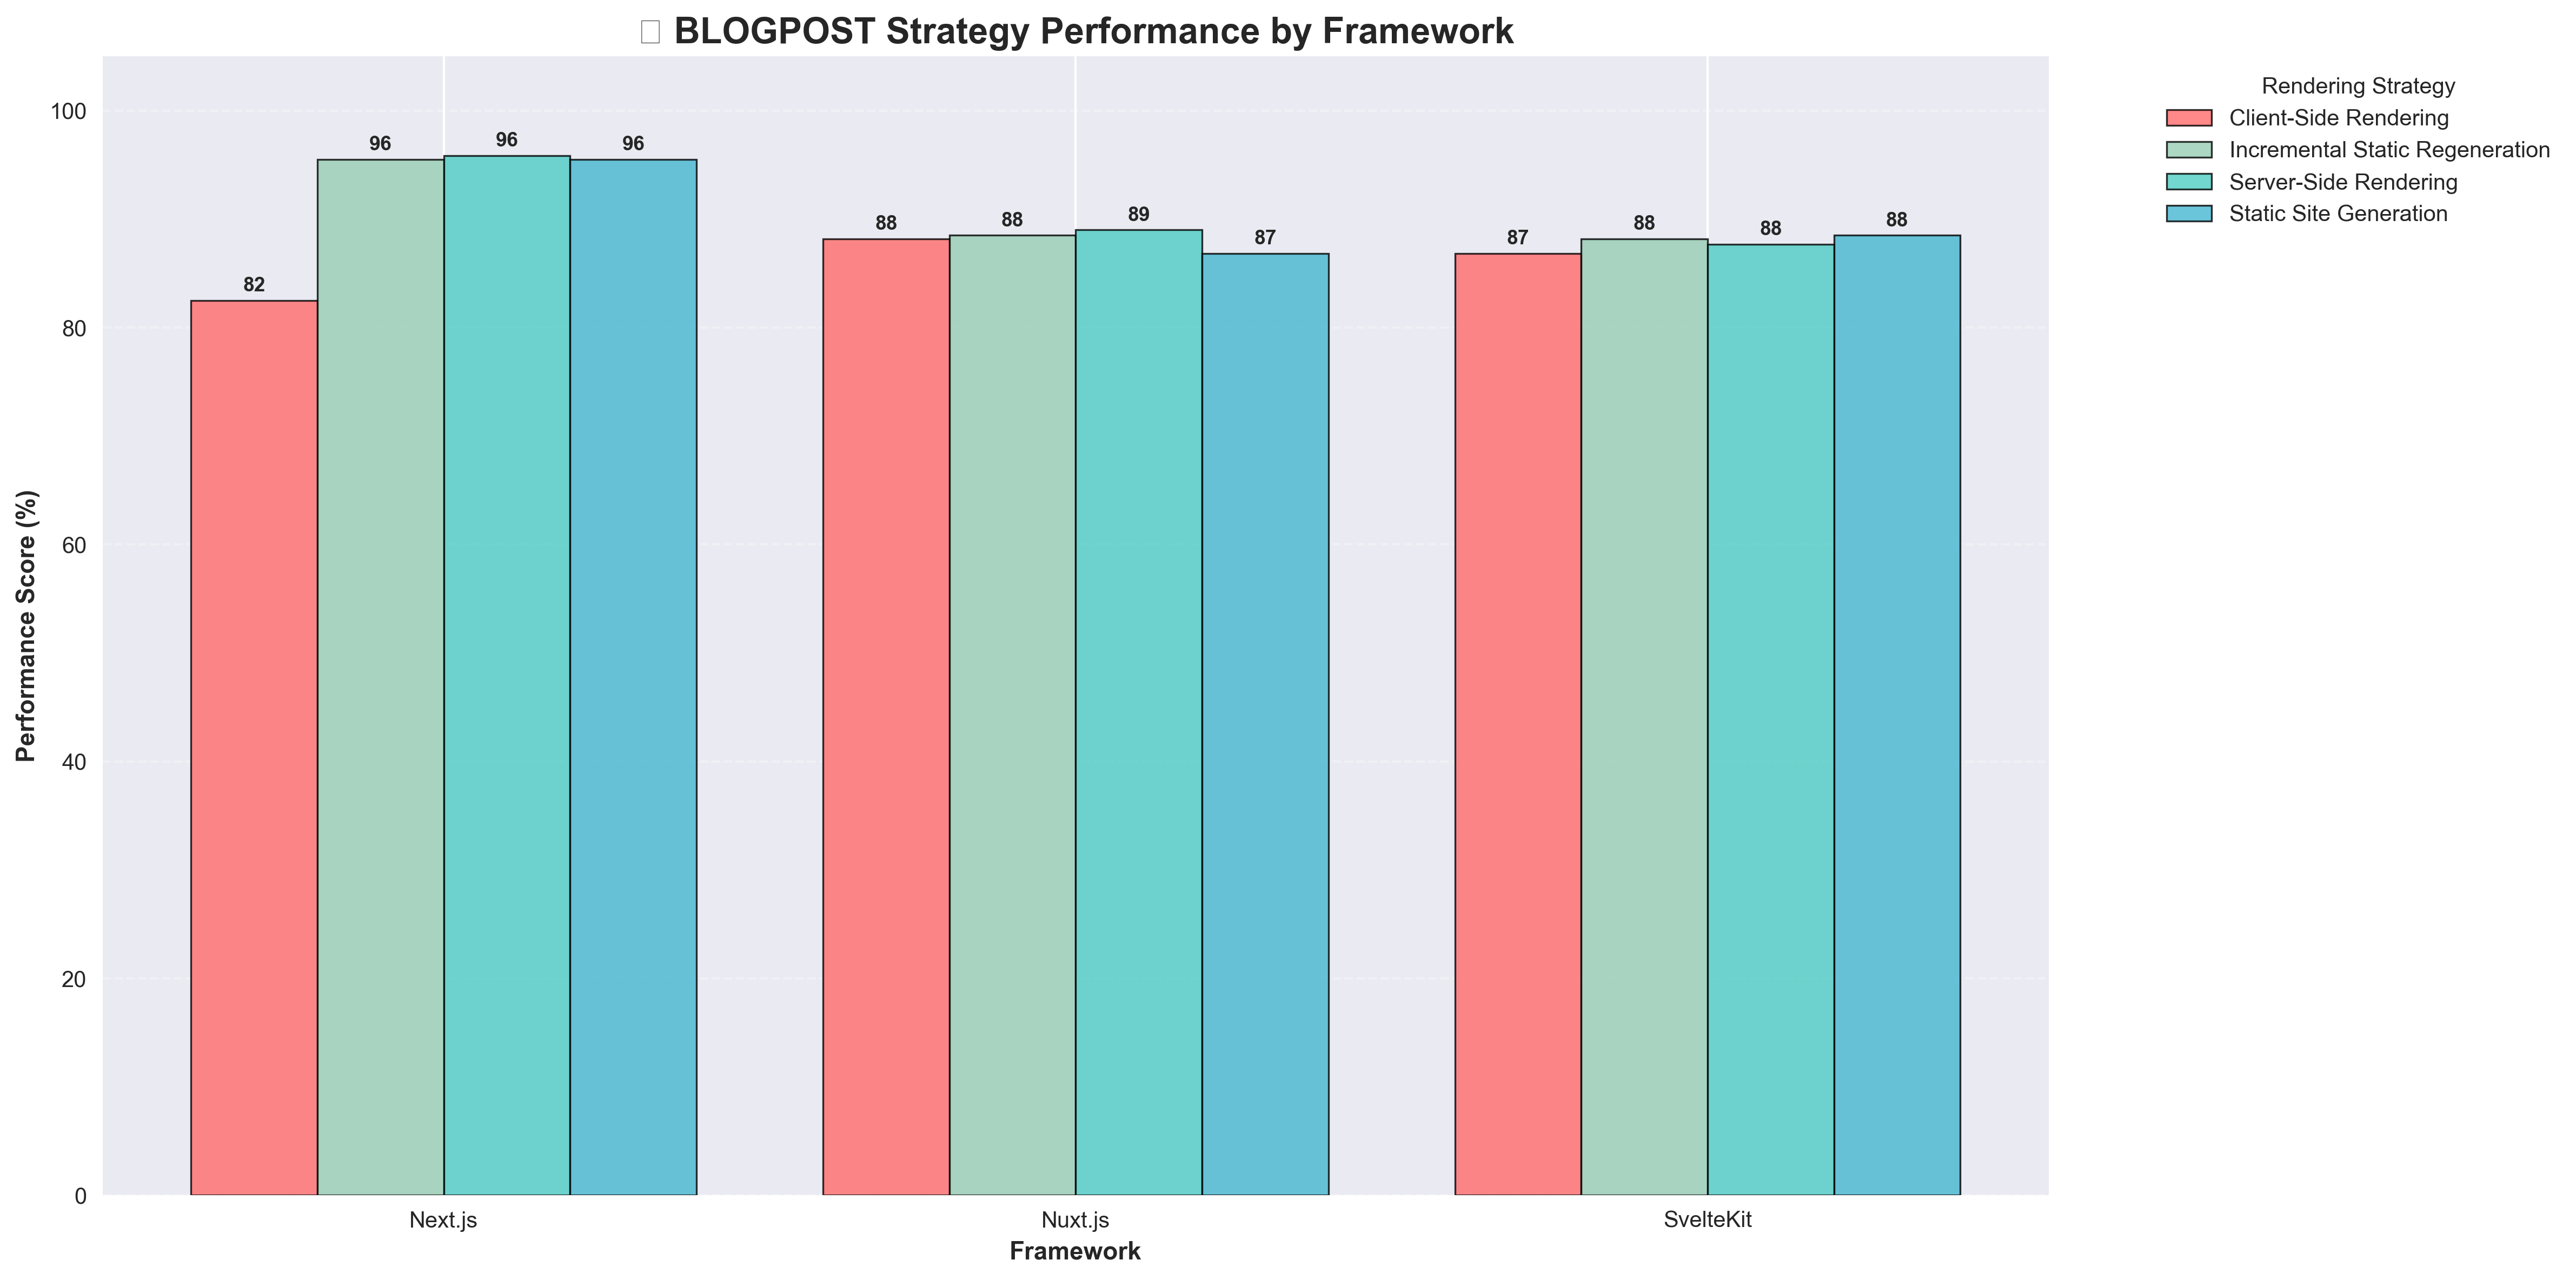 BLOGPOST Strategy Performance by Framework
Rendering Strategy
Client-Side Rendering
Incremental Static Regeneration
Server-Side Rendering
Static Site Generation
Performance Score (%)
100
80
60
40
20
0
82
96
96
96
88
88
89
87
87
88
88
88
Next.js
Nuxt.js
SvelteKit
Framework